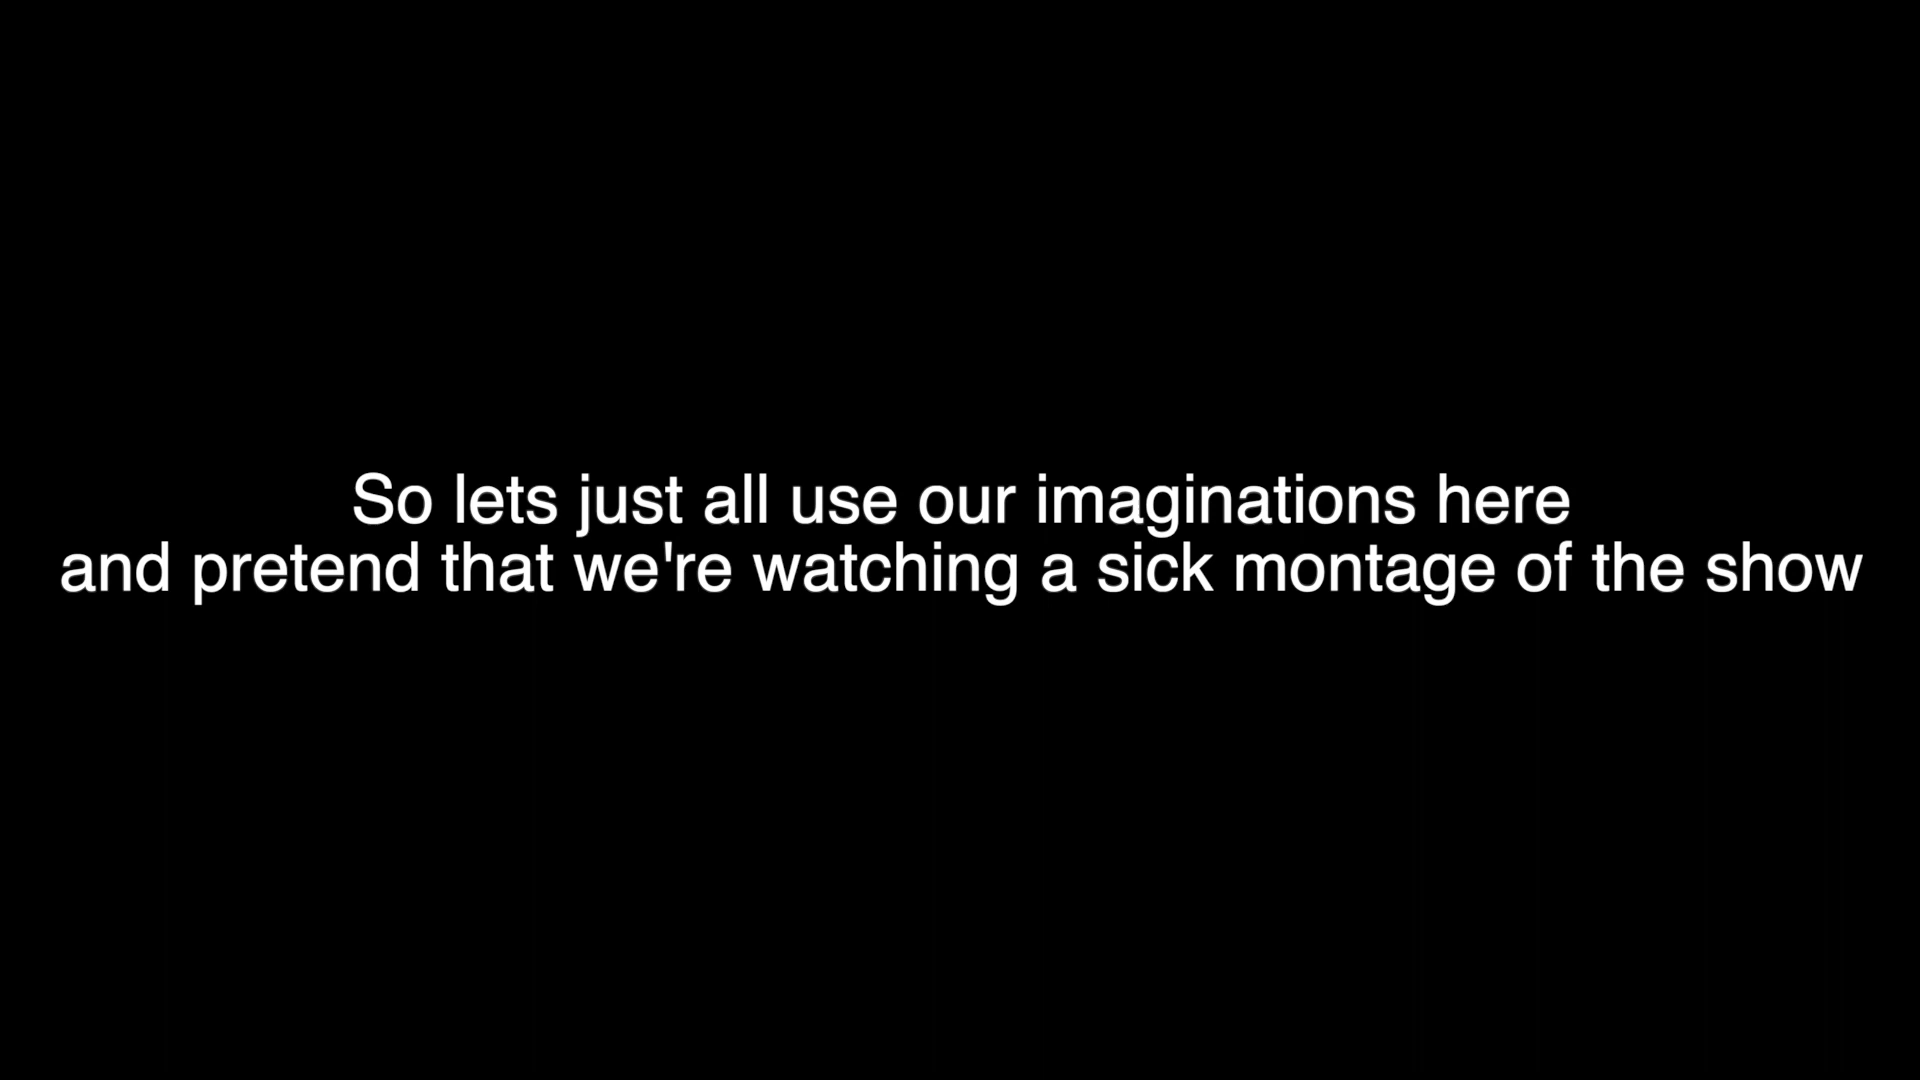 So lets just all use our imaginations here
and pretend that we're watching a sick montage of the show